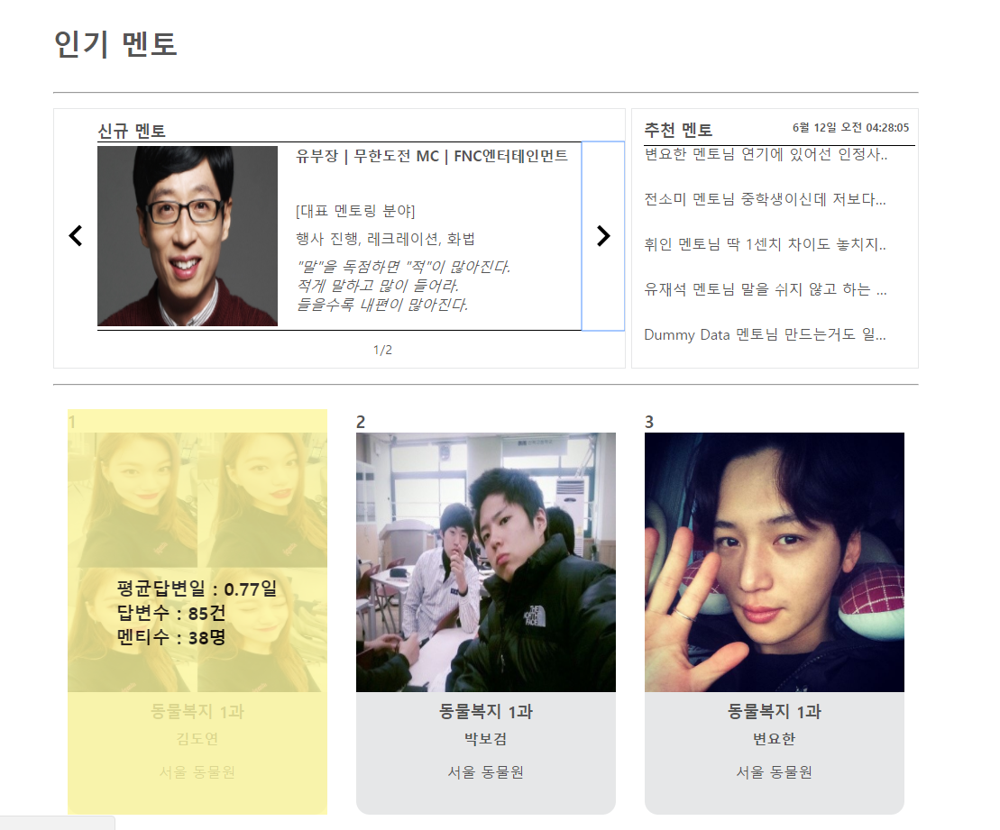 인기 멘토
신규 멘토
유부장 | 무한도전 MC | FNC엔터테인먼트
[대표 멘토링 분야]
행사 진행, 레크레이션, 화법
"말"을 독점하면 "적"이 많아진다.
적게 말하고 많이 들어라.
들을수록 내편이 많아진다.
1/2
추천 멘토
6월 12일 오전 04:28:05
변요한 멘토님 연기에 있어선 인정사..
전소미 멘토님 중학생이신데 저보다...
휘인 멘토님 딱 1센치 차이도 놓치지..
유재석 멘토님 말을 쉬지 않고 하는 ...
Dummy Data 멘토님 만드는거도 일...
1
평균답변일 : 0.77일
답변수 : 85건
멘티수 : 38명
동물복지 1과
김도연
서울 동물원
2
THE NORTH FACE
동물복지 1과
박보검
서울 동물원
3
동물복지 1과
변요한
서울 동물원